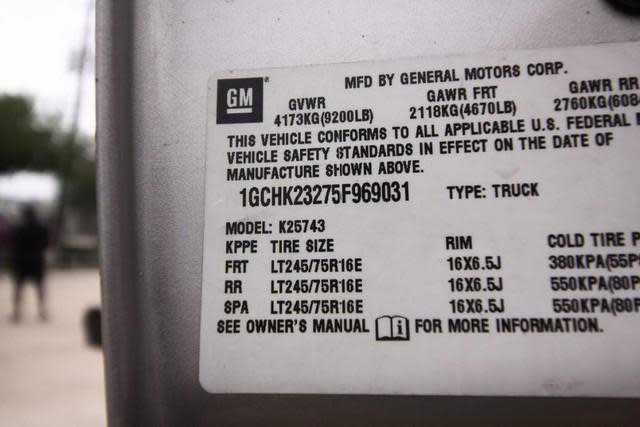 GM
MFD BY GENERAL MOTORS CORP.
GVWR GAWR FRT GAWR RR
4173KG(9200LB) 2118KG(4670LB) 2760KG(608
THIS VEHICLE CONFORMS TO ALL APPLICABLE U.S. FEDERAL
VEHICLE SAFETY STANDARDS IN EFFECT ON THE DATE OF
MANUFACTURE SHOWN ABOVE.
1GCHK23275F969031 TYPE: TRUCK
MODEL: K25743
KPPE TIRE SIZE RIM COLD TIRE P
FRT LT245/75R16E 16X6.5J 380KPA(55P
RR LT245/75R16E 16X6.5J 550KPA(80P
SPA LT245/75R16E 16X6.5J 550KPA(80P
SEE OWNER'S MANUAL FOR MORE INFORMATION.